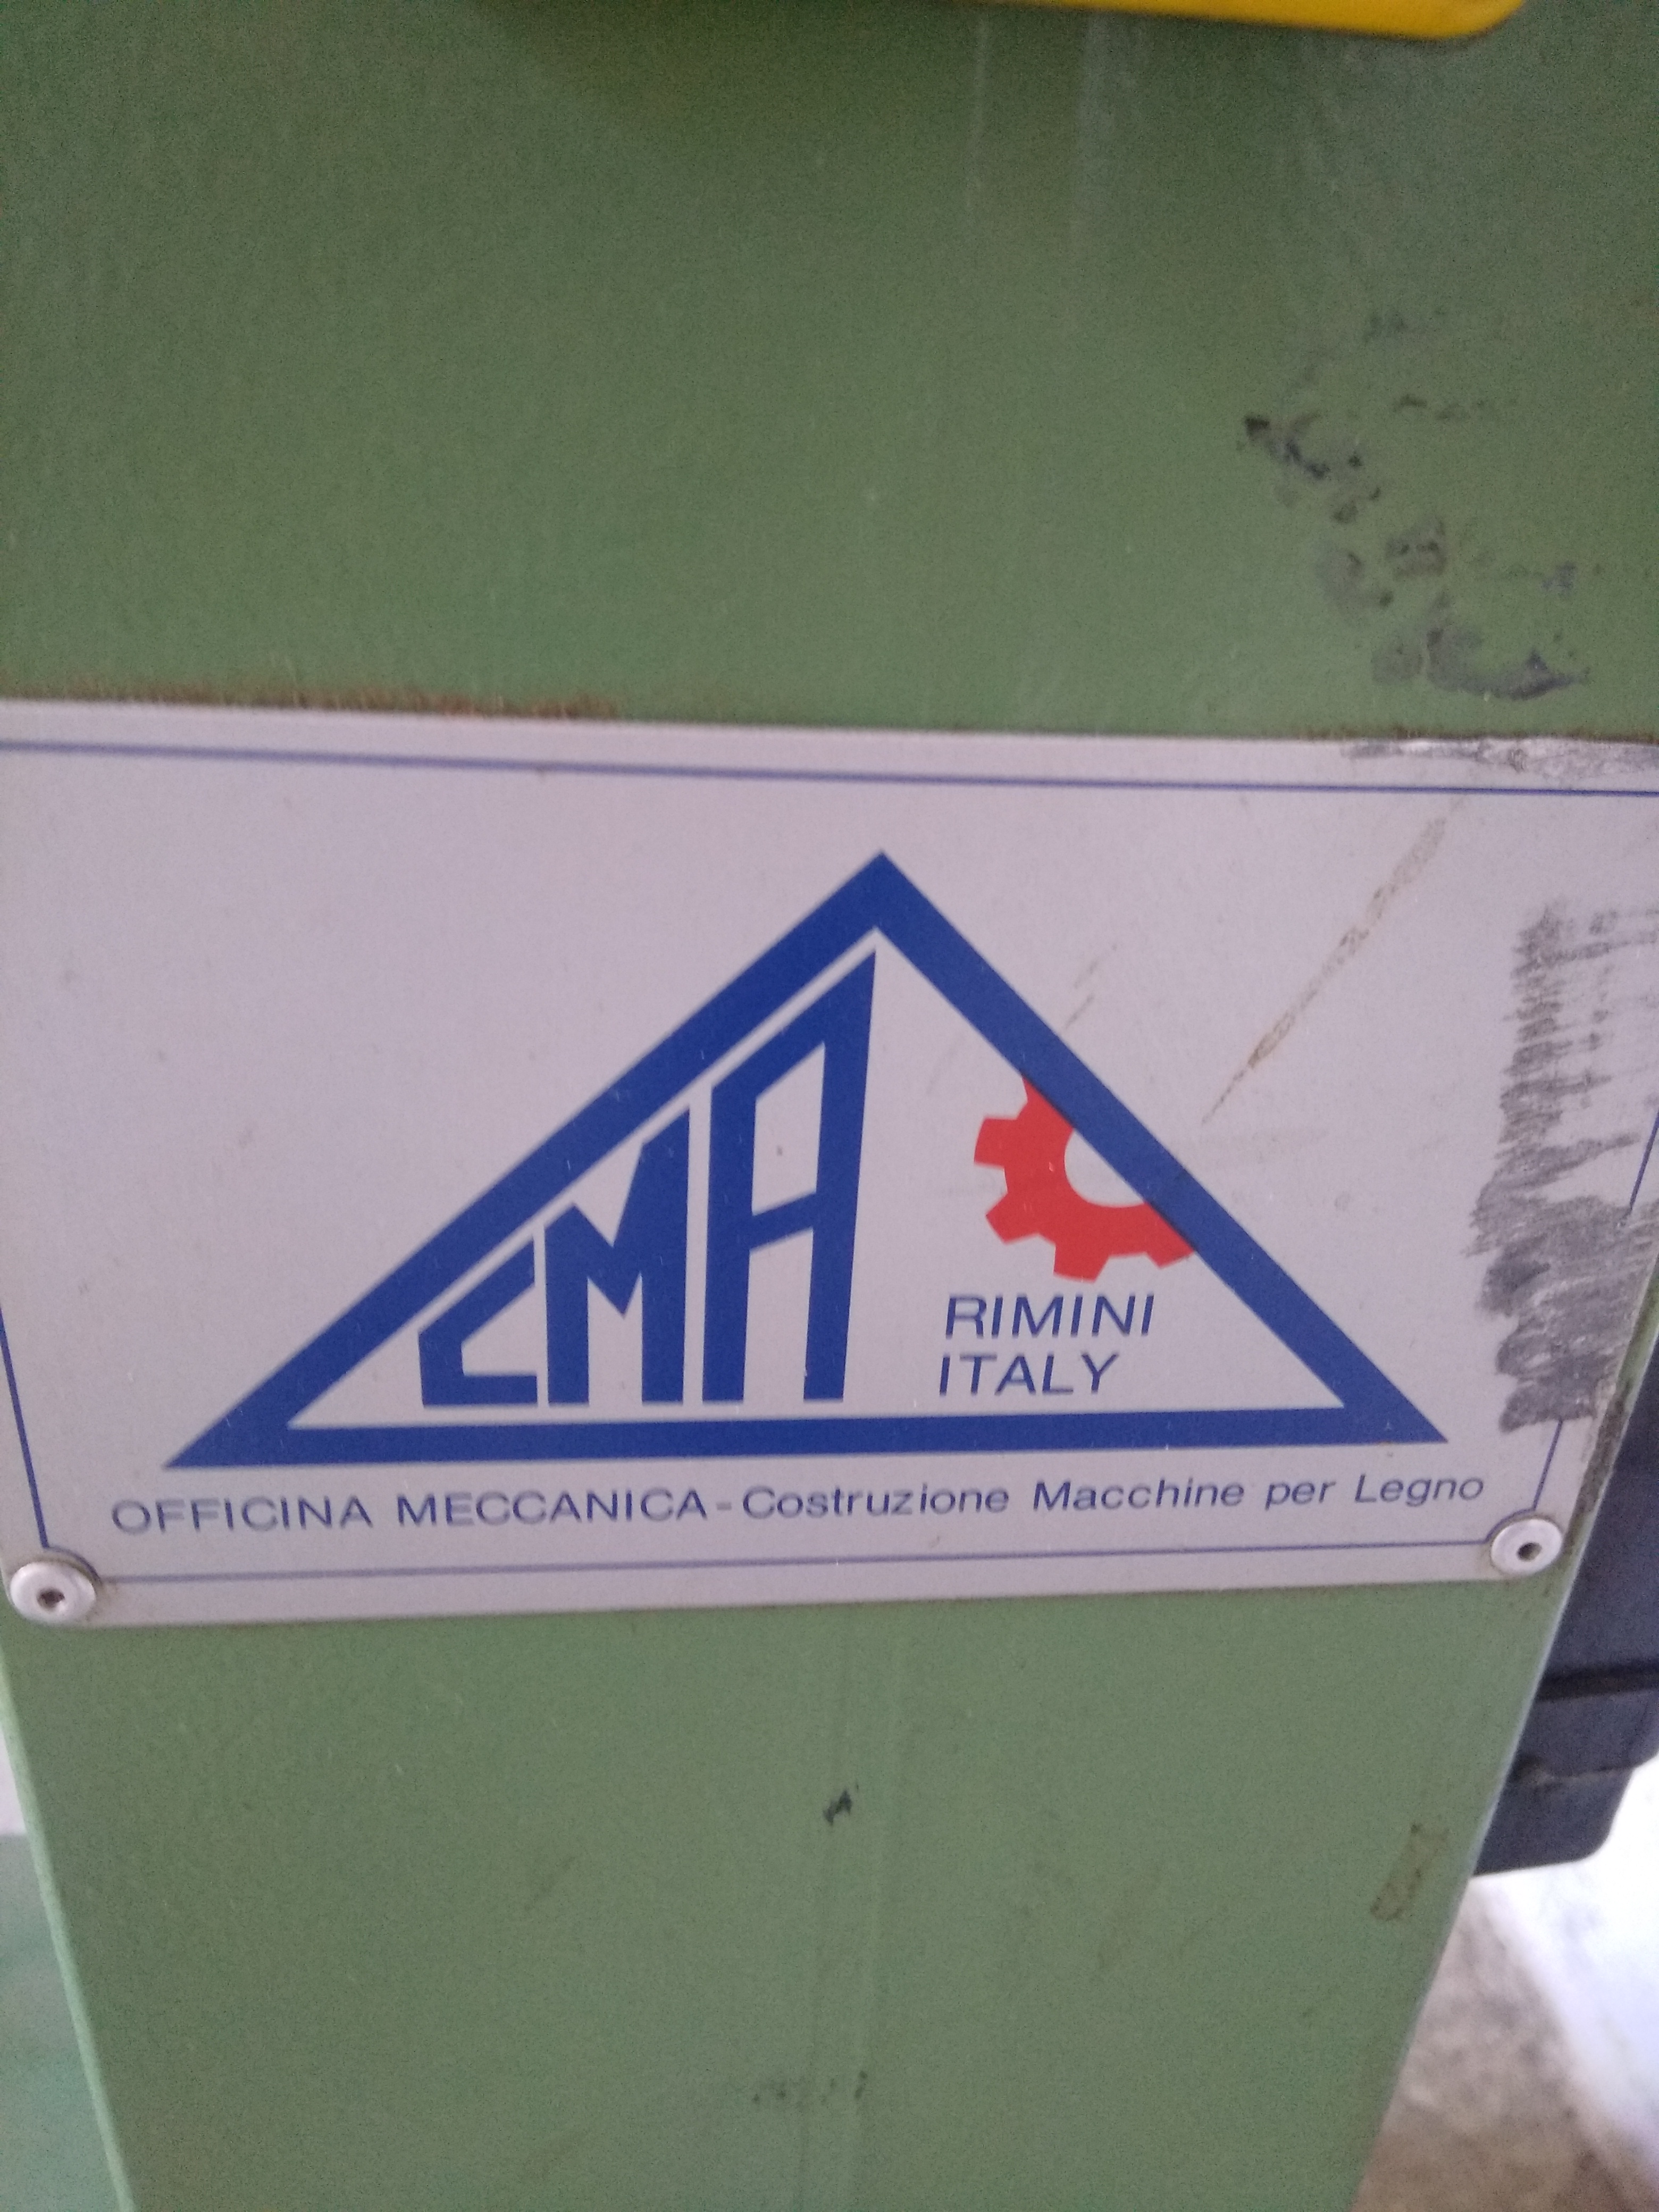 CMA
RIMINI
ITALY
OFFICINA MECCANICA-Costruzione Macchine per Legno